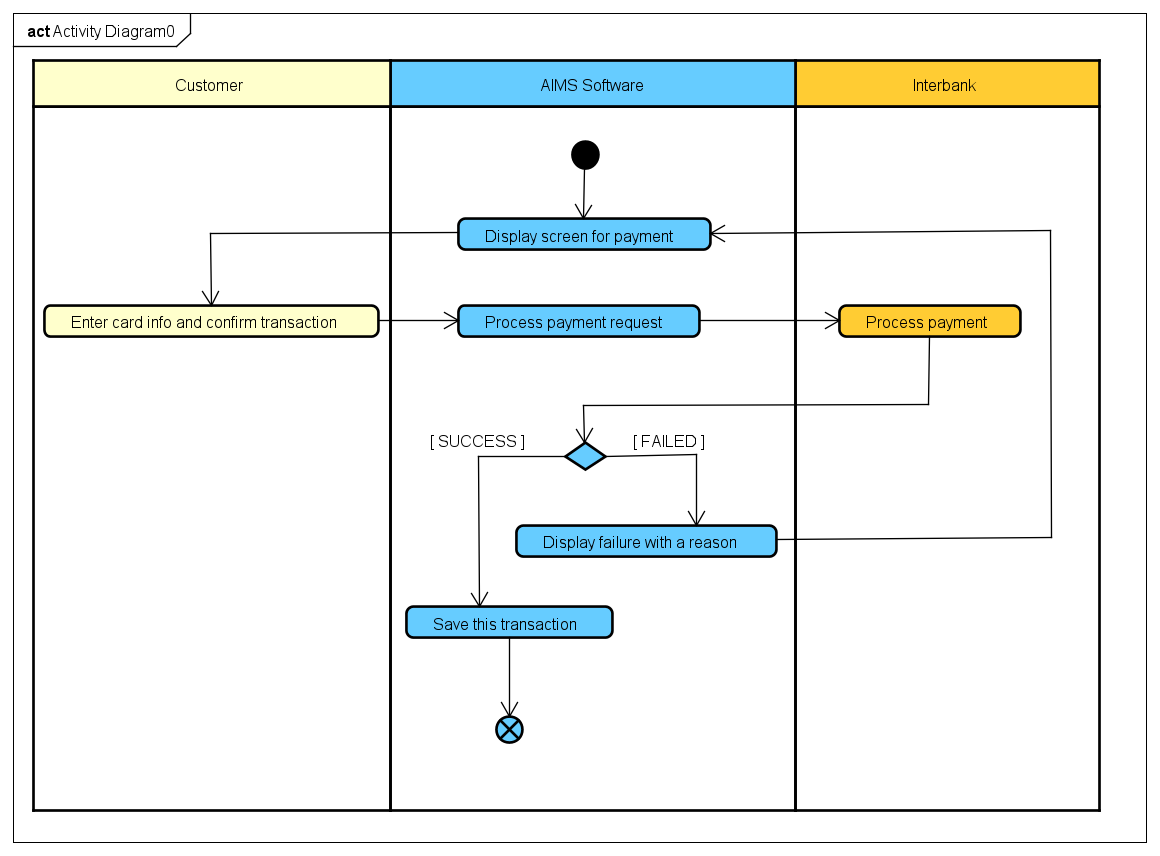 act Activity Diagram0
Customer
AIMS Software
Interbank
Display screen for payment
Enter card info and confirm transaction
Process payment request
Process payment
[ SUCCESS ]
[ FAILED ]
Display failure with a reason
Save this transaction